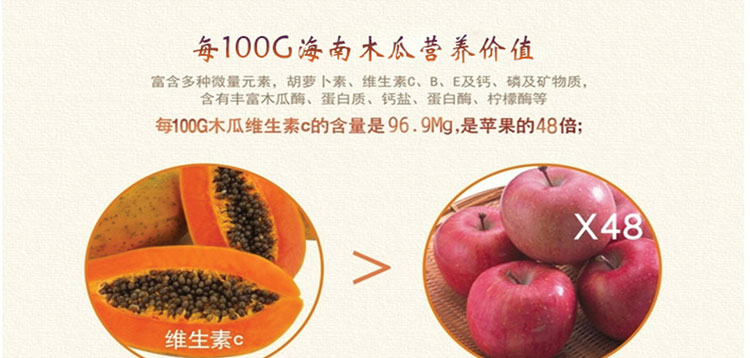 每100G海南木瓜营养价值
富含多种微量元素，胡萝卜素、维生素C、B、E及钙、磷及矿物质，
含有丰富木瓜酶、蛋白质、钙盐、蛋白酶、柠檬酶等
每100G木瓜维生素c的含量是96.9Mg,是苹果的48倍;
X48
>
维生素c